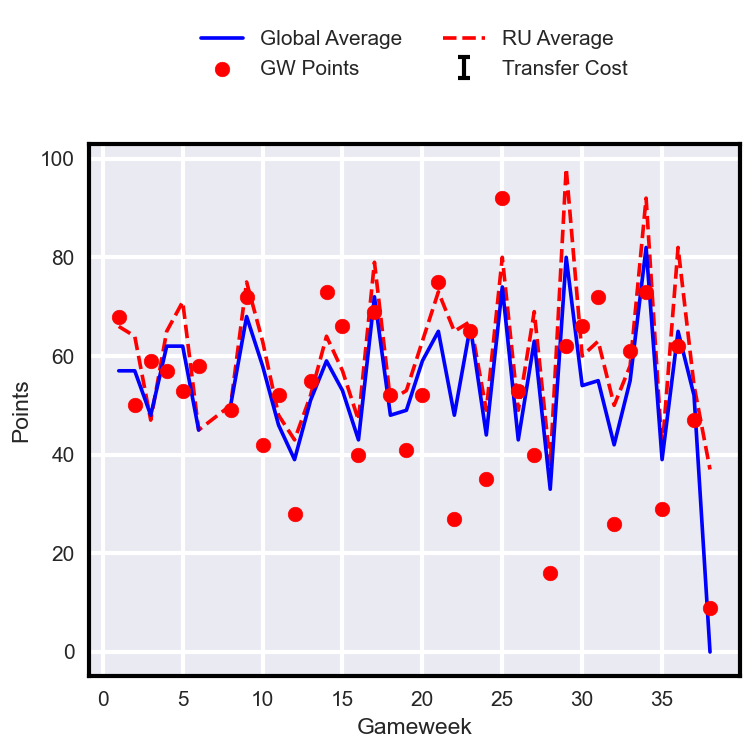 Global Average
RU Average
GW Points
Transfer Cost
100
80
60
40
20
0
Points
0 5 10 15 20 25 30 35
Gameweek